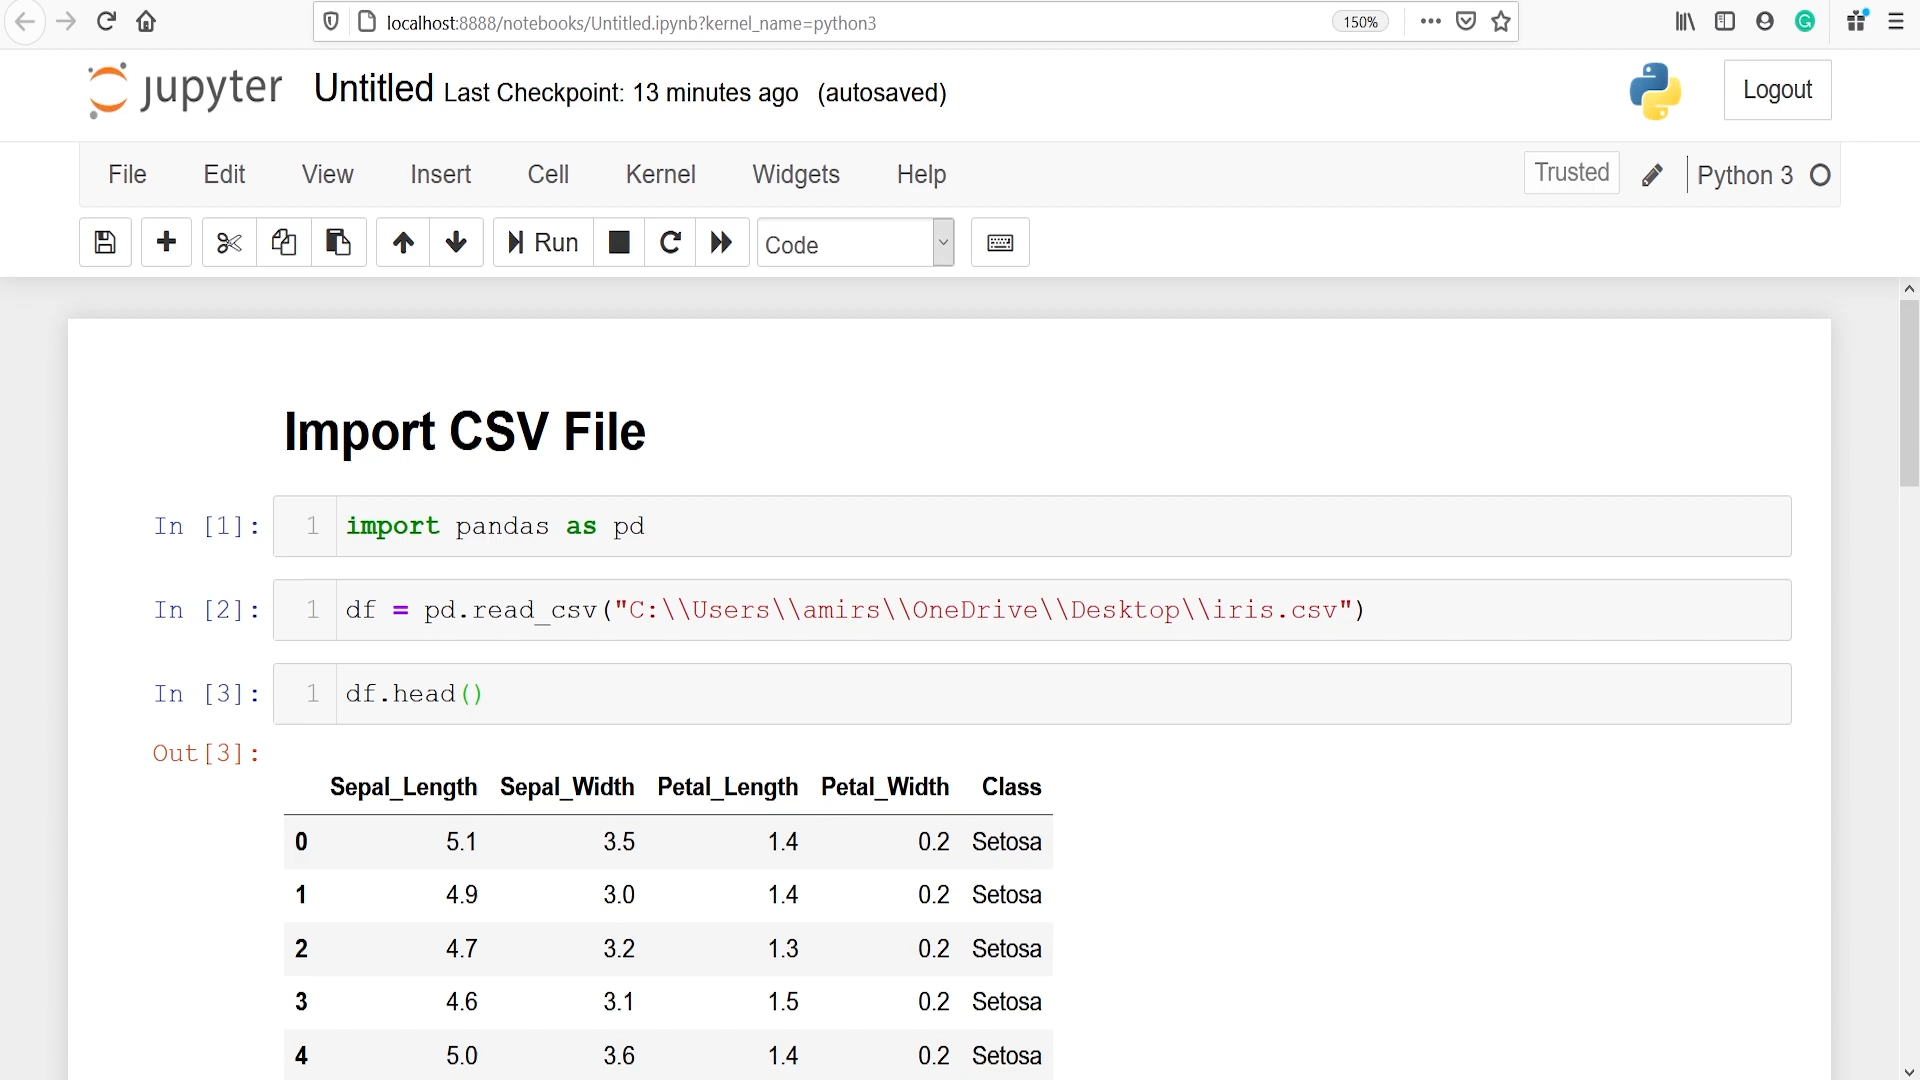 localhost:8888/notebooks/Untitled.ipynb?kernel_name=python3 150%
jupyter Untitled Last Checkpoint: 13 minutes ago (autosaved) Logout
File Edit View Insert Cell Kernel Widgets Help Trusted Python 3
Run Code
Import CSV File
In [1]: 1 import pandas as pd
In [2]: 1 df = pd.read_csv("C:\\Users\\amirs\\OneDrive\\Desktop\\iris.csv")
In [3]: 1 df.head()
Out[3]:
Sepal_Length Sepal_Width Petal_Length Petal_Width Class
0 5.1 3.5 1.4 0.2 Setosa
1 4.9 3.0 1.4 0.2 Setosa
2 4.7 3.2 1.3 0.2 Setosa
3 4.6 3.1 1.5 0.2 Setosa
4 5.0 3.6 1.4 0.2 Setosa